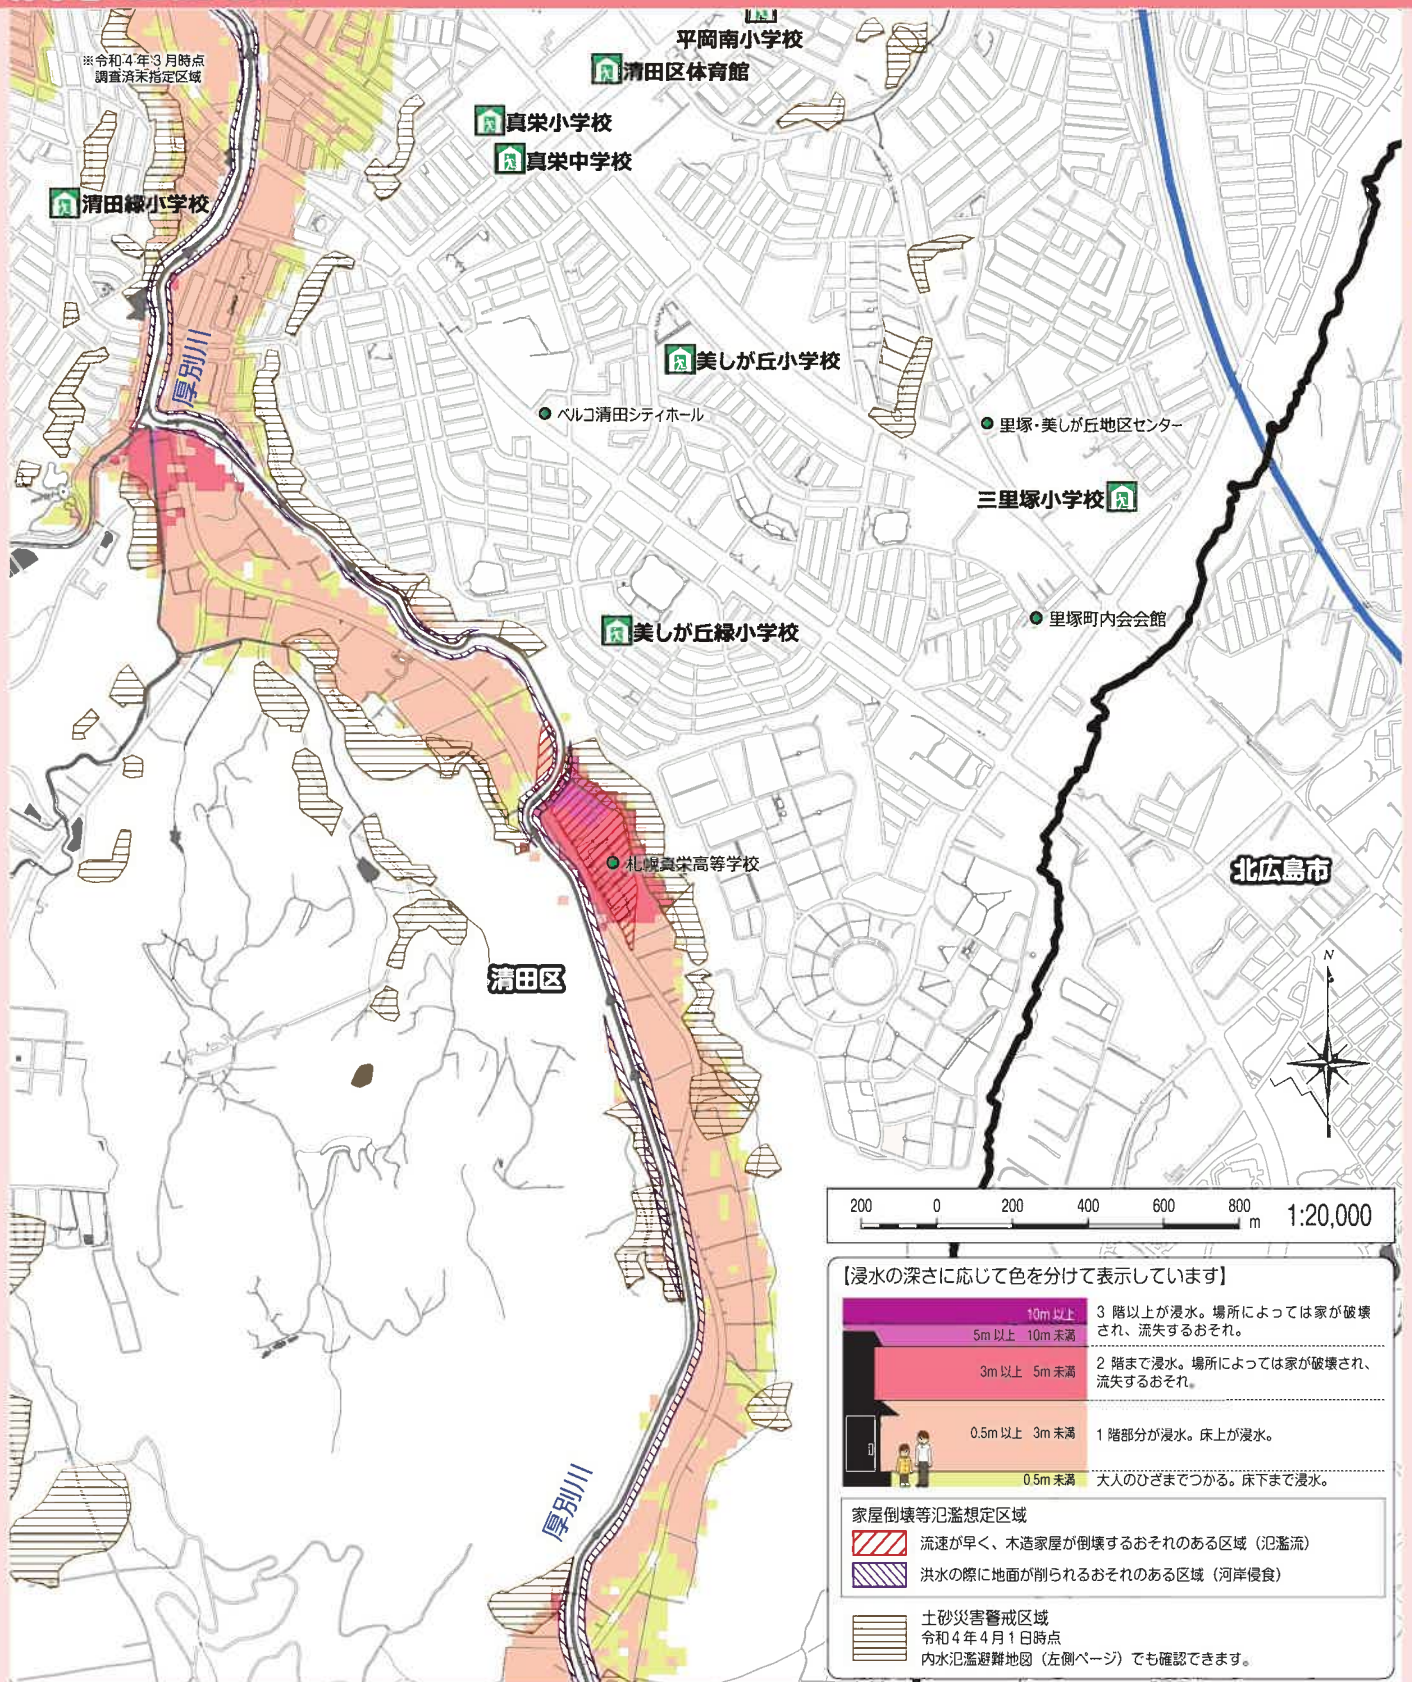 平岡南小学校
※令和4年3月時点
調査済未指定区域
清田区体育館
真栄小学校
真栄中学校
清田緑小学校
厚別川
美しが丘小学校
ベルコ清田シティホール
里塚・美しが丘地区センター
三里塚小学校
里塚町内会会館
美しが丘緑小学校
札幌真栄高等学校
北広島市
清田区
N
200 0 200 400 600 800 m 1:20,000
【浸水の深さに応じて色を分けて表示しています】
10m 以上
3 階以上が浸水。場所によっては家が破壊
され、流失するおそれ。
5m 以上 10m 未満
3m 以上 5m 未満
2 階まで浸水。場所によっては家が破壊され、
流失するおそれ。
0.5m 以上 3m 未満
1 階部分が浸水。床上が浸水。
0.5m 未満
大人のひざまでつかる。床下まで浸水。
厚別川
家屋倒壊等氾濫想定区域
流速が早く、木造家屋が倒壊するおそれのある区域（氾濫流）
洪水の際に地面が削られるおそれのある区域（河岸侵食）
土砂災害警戒区域
令和4年4月1日時点
内水氾濫避難地図（左側ページ）でも確認できます。